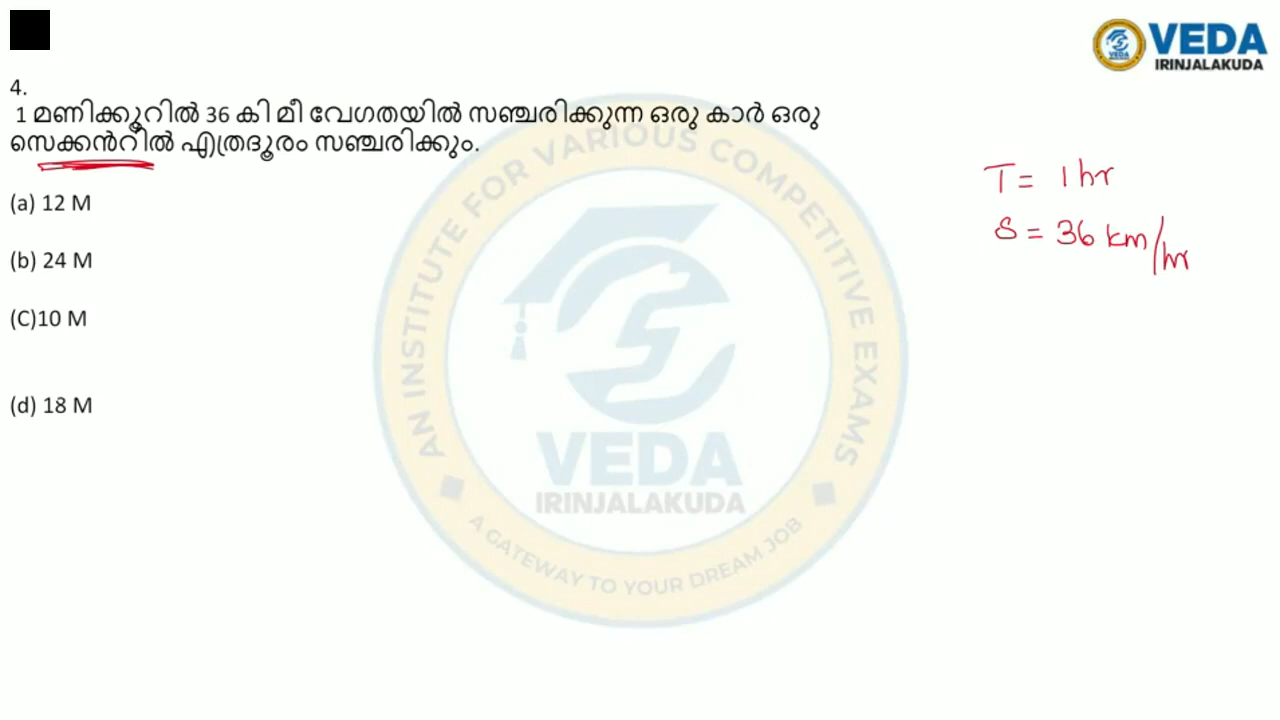 VEDA
IRINJALAKUDA
4.
1 മണിക്കൂറിൽ 36 കി മീ വേഗതയിൽ സഞ്ചരിക്കുന്ന ഒരു കാർ ഒരു
സെക്കൻറിൽ എത്രദൂരം സഞ്ചരിക്കും.
T = 1 hr
S = 36 km/hr
(a) 12 M
(b) 24 M
(C)10 M
(d) 18 M
AN INSTITUTE FOR VARIOUS COMPETITIVE EXAMS
VEDA
IRINJALAKUDA
A GATEWAY TO YOUR DREAM JOB